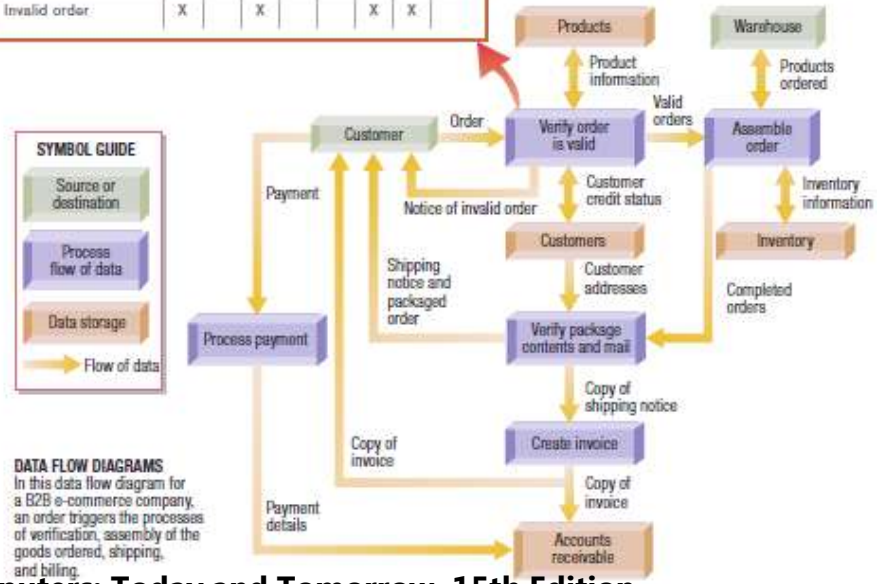 Invalid order X X X X
Products
Warehouse
Product
information
Products
ordered
Valid
orders
Order
Customer
Verify order
is valid
Assemble
order
SYMBOL GUIDE
Source or
destination
Process
flow of data
Data storage
Flow of data
Payment
Notice of invalid order
Customer
credit status
Inventory
information
Customers
Inventory
Shipping
notice and
packaged
order
Customer
addresses
Completed
orders
Process payment
Verify package
contents and mail
Copy of
shipping notice
Copy of
invoice
Create invoice
Copy of
invoice
Payment
details
Accounts
receivable
DATA FLOW DIAGRAMS
In this data flow diagram for
a B2B e-commerce company,
an order triggers the processes
of verification, assembly of the
goods ordered, shipping,
and billing.
Today and Tomorrow, 15th Edition